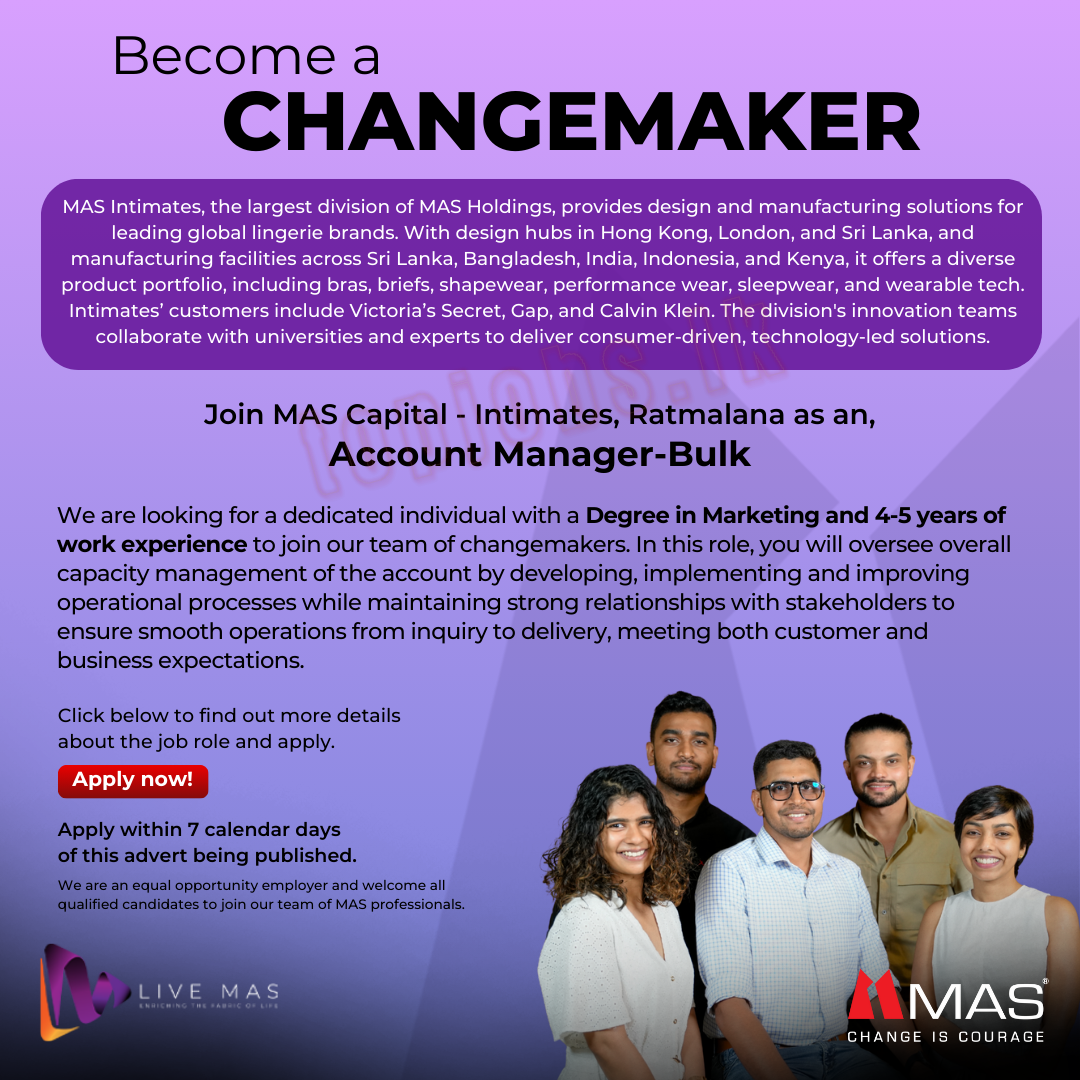 Become a
CHANGEMAKER
MAS Intimates, the largest division of MAS Holdings, provides design and manufacturing solutions for
leading global lingerie brands. With design hubs in Hong Kong, London, and Sri Lanka, and
manufacturing facilities across Sri Lanka, Bangladesh, India, Indonesia, and Kenya, it offers a diverse
product portfolio, including bras, briefs, shapewear, performance wear, sleepwear, and wearable tech.
Intimates’ customers include Victoria’s Secret, Gap, and Calvin Klein. The division's innovation teams
collaborate with universities and experts to deliver consumer-driven, technology-led solutions.
topjobs.lk
Join MAS Capital - Intimates, Ratmalana as an,
Account Manager-Bulk
We are looking for a dedicated individual with a Degree in Marketing and 4-5 years of
work experience to join our team of changemakers. In this role, you will oversee overall
capacity management of the account by developing, implementing and improving
operational processes while maintaining strong relationships with stakeholders to
ensure smooth operations from inquiry to delivery, meeting both customer and
business expectations.
Click below to find out more details
about the job role and apply.
Apply now!
Apply within 7 calendar days
of this advert being published.
We are an equal opportunity employer and welcome all
qualified candidates to join our team of MAS professionals.
LIVE MAS
ENRICHING THE FABRIC OF LIFE
MAS®
CHANGE IS COURAGE